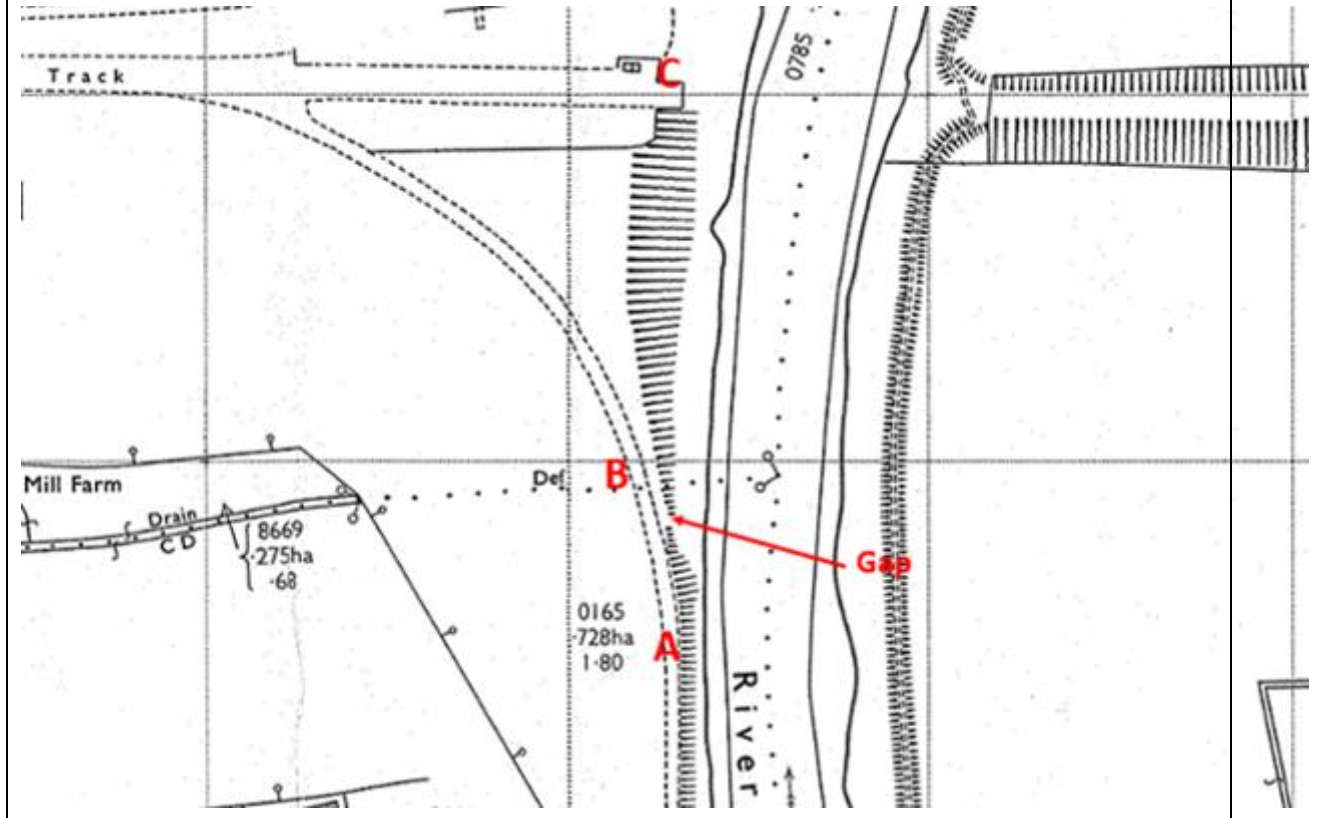 Track
C
0785
B
Mill Farm
Def
Drain
CD
8669
·275ha
·68
Gap
0165
·728ha
1·80
A
River